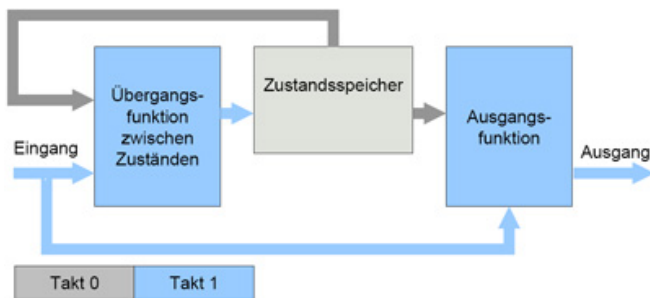 Übergangs-
funktion
zwischen
Zuständen
Zustandsspeicher
Ausgangs-
funktion
Eingang
Ausgang
Takt 0
Takt 1